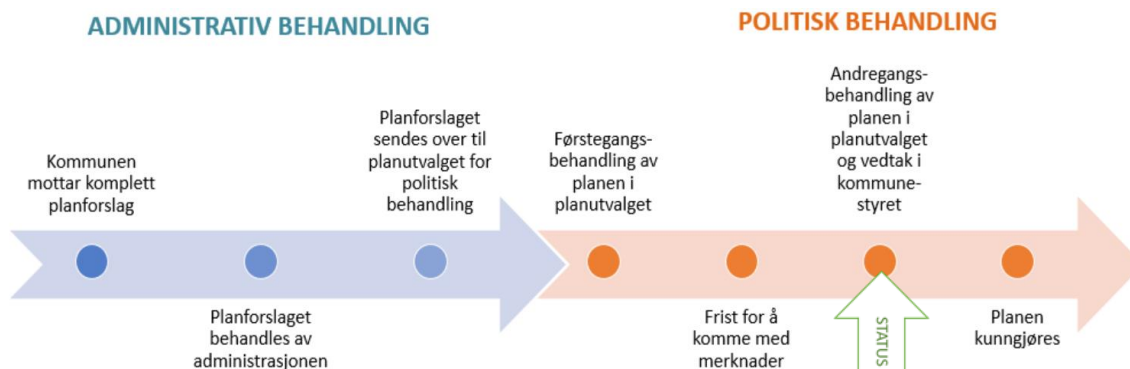 ADMINISTRATIV BEHANDLING
Kommunen
mottar komplett
planforslag
Planforslaget
behandles av
administrasjonen
Planforslaget
sendes over til
planutvalget for
politisk
behandling
POLITISK BEHANDLING
Førstegangs-
behandling av
planen i
planutvalget
Frist for å
komme med
merknader
Andregangs-
behandling av
planen i
planutvalget
og vedtak i
kommune-
styret
STATUS
Planen
kunngjøres